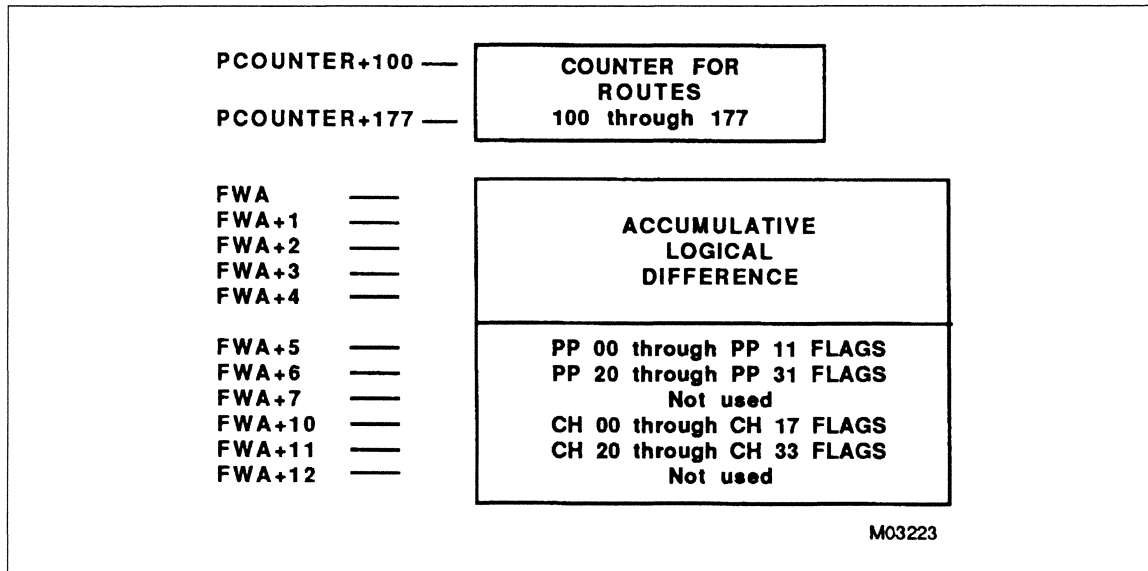 PCOUNTER+100
COUNTER FOR
ROUTES
PCOUNTER+177
100 through 177
FWA
FWA+1
FWA+2
FWA+3
FWA+4
ACCUMULATIVE
LOGICAL
DIFFERENCE
FWA+5 PP 00 through PP 11 FLAGS
FWA+6 PP 20 through PP 31 FLAGS
FWA+7 Not used
FWA+10 CH 00 through CH 17 FLAGS
FWA+11 CH 20 through CH 33 FLAGS
FWA+12 Not used
M03223